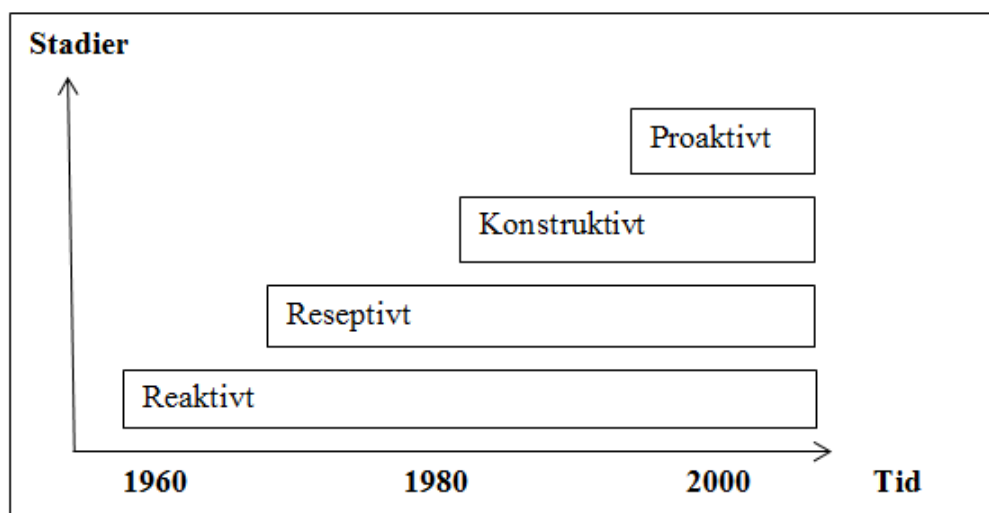 Stadier
Proaktivt
Konstruktivt
Reseptivt
Reaktivt
1960 1980 2000 Tid